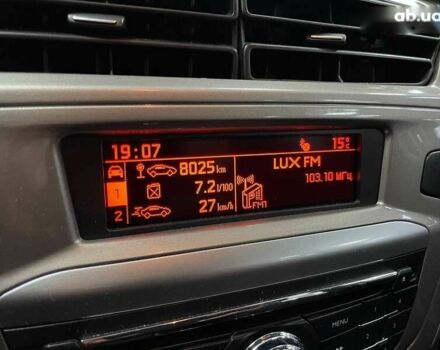 ab.ua
19:07
15°c
8025 km
LUX FM
1
7.2 l/100
103.10 МГц
2
27 km/h
FM1
MENU